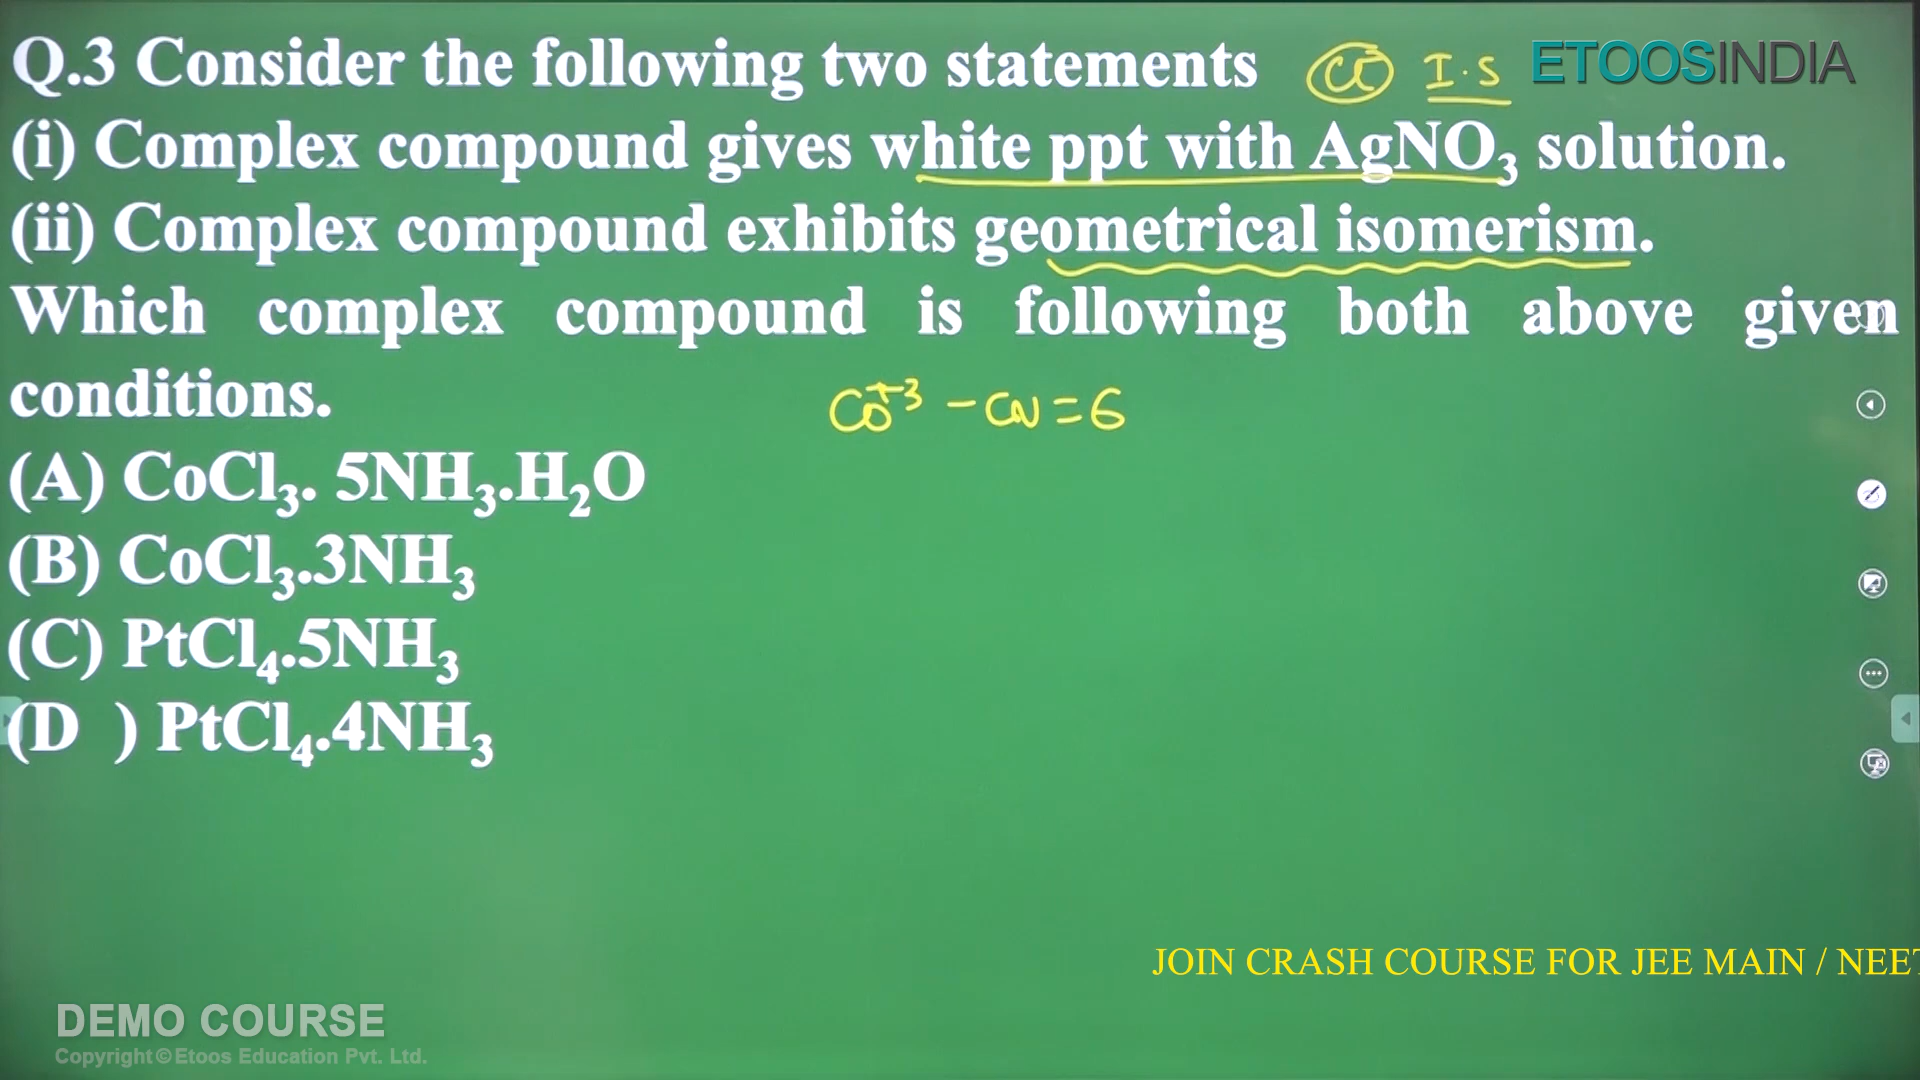 Q.3 Consider the following two statements Cl⁻ I.S ETOOSINDIA
(i) Complex compound gives white ppt with AgNO₃ solution.
(ii) Complex compound exhibits geometrical isomerism.
Which complex compound is following both above given
conditions.
Co⁺³ - CN = 6
(A) CoCl₃. 5NH₃.H₂O
(B) CoCl₃.3NH₃
(C) PtCl₄.5NH₃
(D ) PtCl₄.4NH₃
JOIN CRASH COURSE FOR JEE MAIN / NEET
DEMO COURSE
Copyright © Etoos Education Pvt. Ltd.